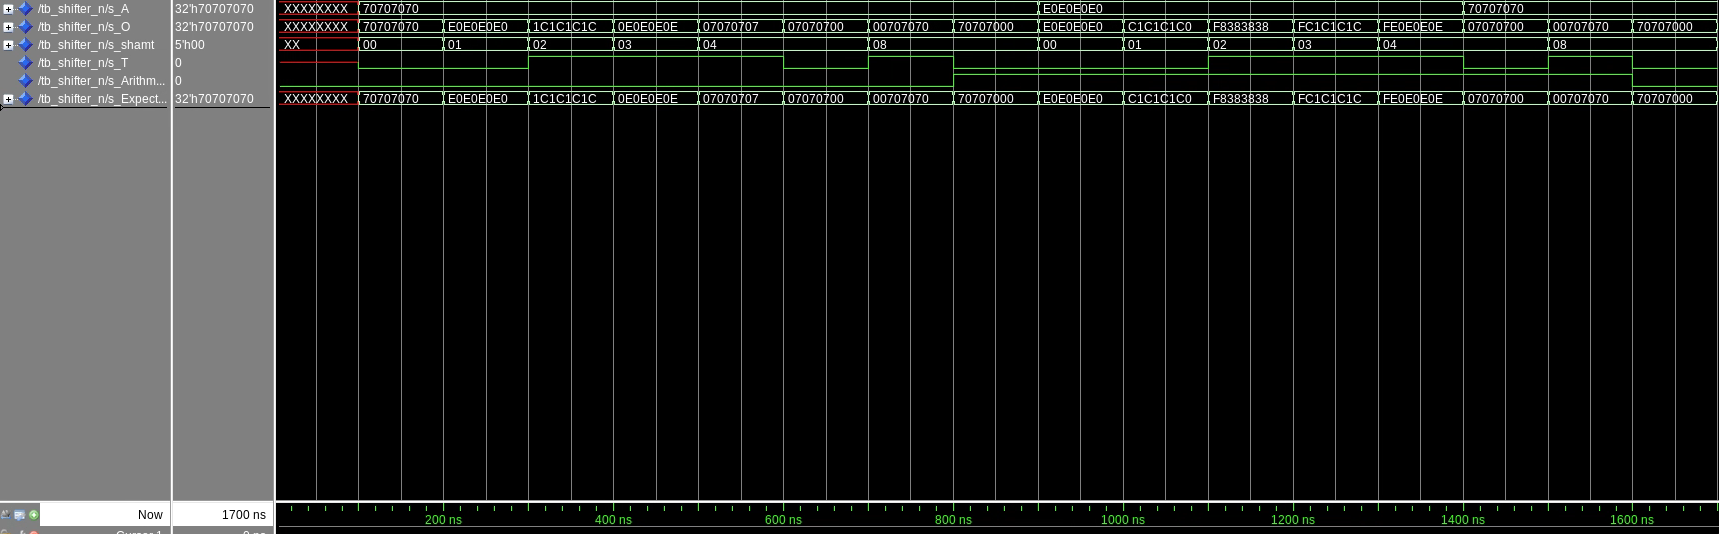 /tb_shifter_n/s_A 32'h70707070 XXXXXXXX 70707070 E0E0E0E0 70707070
/tb_shifter_n/s_O 32'h70707070 XXXXXXXX 70707070 E0E0E0E0 1C1C1C1C 0E0E0E0E 07070707 07070700 00707070 70707000 E0E0E0E0 C1C1C1C0 F8383838 FC1C1C1C FE0E0E0E 07070700 00707070 70707000
/tb_shifter_n/s_shamt 5'h00 XX 00 01 02 03 04 08 00 01 02 03 04 08
/tb_shifter_n/s_T 0
/tb_shifter_n/s_Arithm... 0
/tb_shifter_n/s_Expect... 32'h70707070 XXXXXXXX 70707070 E0E0E0E0 1C1C1C1C 0E0E0E0E 07070707 07070700 00707070 70707000 E0E0E0E0 C1C1C1C0 F8383838 FC1C1C1C FE0E0E0E 07070700 00707070 70707000
Now 1700 ns
200 ns 400 ns 600 ns 800 ns 1000 ns 1200 ns 1400 ns 1600 ns
Cursor 1 0 ns